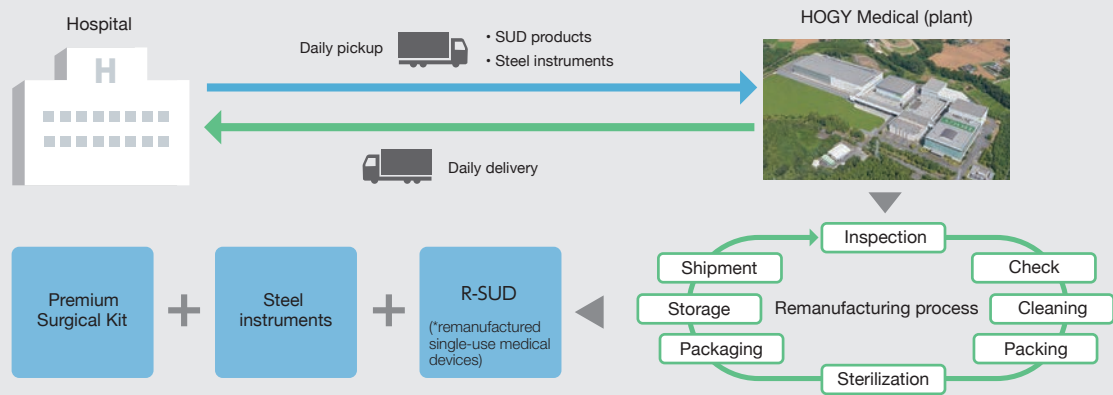 Hospital
H
Daily pickup
• SUD products
• Steel instruments
HOGY Medical (plant)
Daily delivery
Premium
Surgical Kit
+
Steel
instruments
+
R-SUD
(*remanufactured
single-use medical
devices)
Remanufacturing process
Inspection
Check
Cleaning
Packing
Sterilization
Packaging
Storage
Shipment